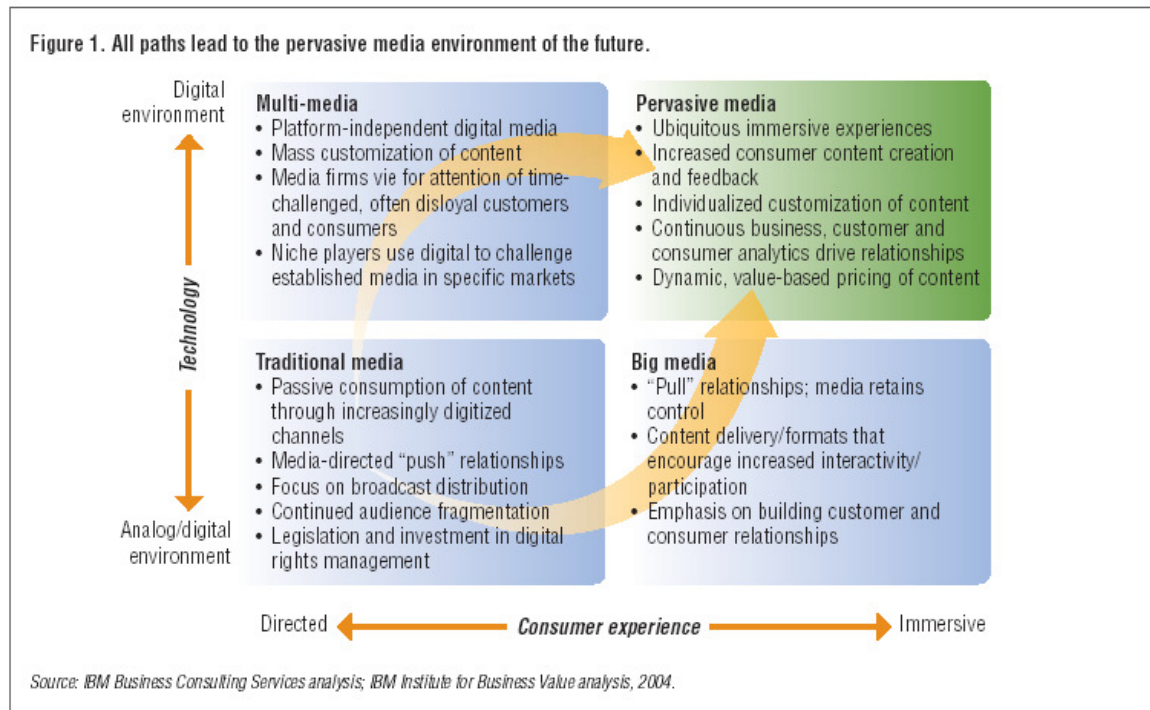 Figure 1. All paths lead to the pervasive media environment of the future.
Digital
environment
Multi-media
• Platform-independent digital media
• Mass customization of content
• Media firms vie for attention of time-
challenged, often disloyal customers
and consumers
• Niche players use digital to challenge
established media in specific markets
Pervasive media
• Ubiquitous immersive experiences
• Increased consumer content creation
and feedback
• Individualized customization of content
• Continuous business, customer and
consumer analytics drive relationships
• Dynamic, value-based pricing of content
Technology
Traditional media
• Passive consumption of content
through increasingly digitized
channels
• Media-directed “push” relationships
• Focus on broadcast distribution
• Continued audience fragmentation
• Legislation and investment in digital
rights management
Big media
• “Pull” relationships; media retains
control
• Content delivery/formats that
encourage increased interactivity/
participation
• Emphasis on building customer and
consumer relationships
Analog/digital
environment
Directed
Consumer experience
Immersive
Source: IBM Business Consulting Services analysis; IBM Institute for Business Value analysis, 2004.